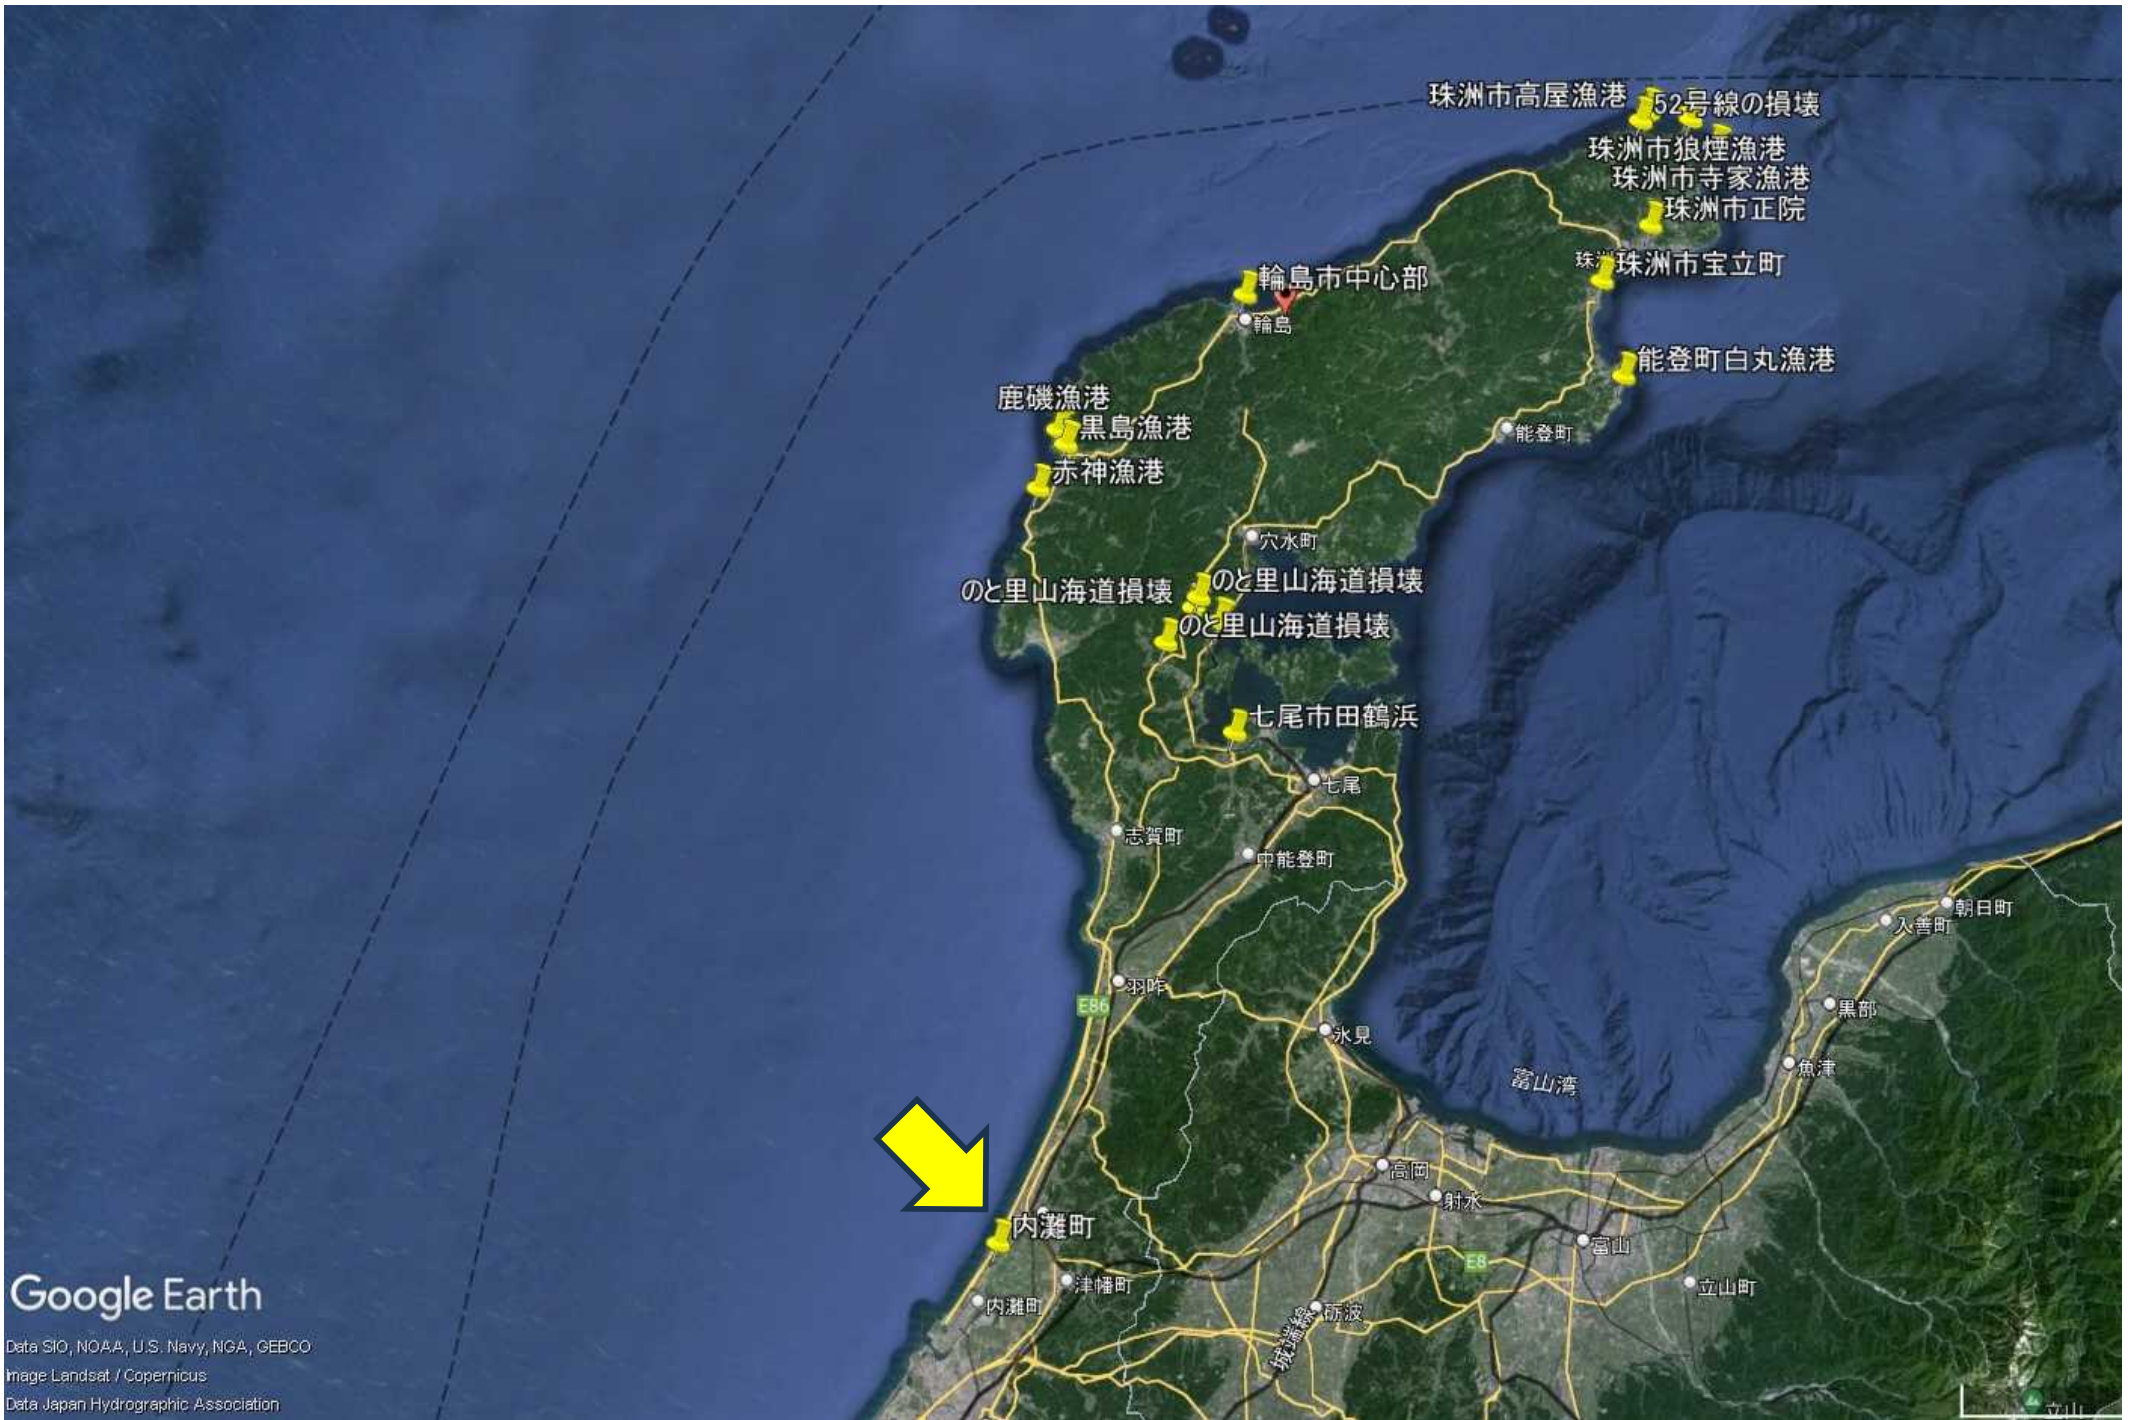 珠洲市高屋漁港
52号線の損壊
珠洲市狼煙漁港
珠洲市寺家漁港
珠洲市正院
珠洲
珠洲市宝立町
輪島市中心部
輪島
能登町白丸漁港
鹿磯漁港
黒島漁港
能登町
赤神漁港
穴水町
のと里山海道損壊
のと里山海道損壊
のと里山海道損壊
七尾市田鶴浜
七尾
志賀町
中能登町
朝日町
入善町
羽咋
E86
黒部
氷見
魚津
富山湾
高岡
射水
内灘町
富山
E8
津幡町
立山町
内灘町
砺波
城端線
Google Earth
Data SIO, NOAA, U.S. Navy, NGA, GEBCO
Image Landsat / Copernicus
Data Japan Hydrographic Association
立山